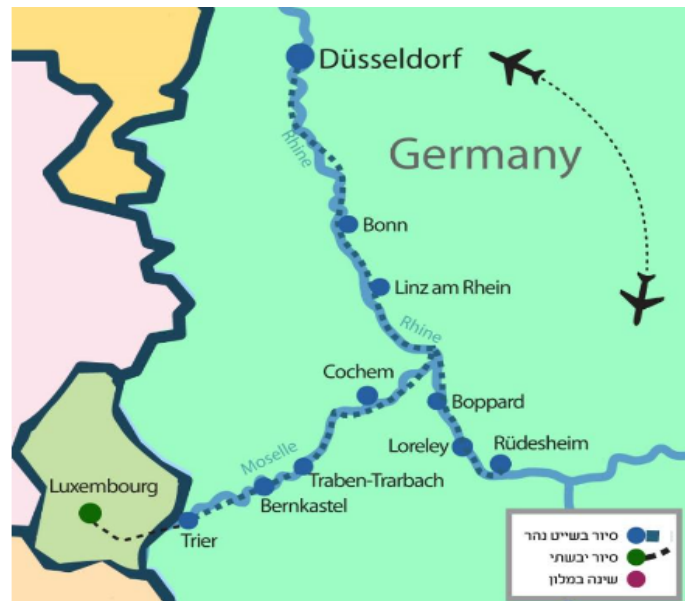 Düsseldorf
Rhine
Germany
Bonn
Linz am Rhein
Rhine
Cochem
Boppard
Loreley
Rüdesheim
Moselle
Traben-Trarbach
Luxembourg
Bernkastel
Trier
סיור בשייט נהר
סיור יבשתי
שינה במלון